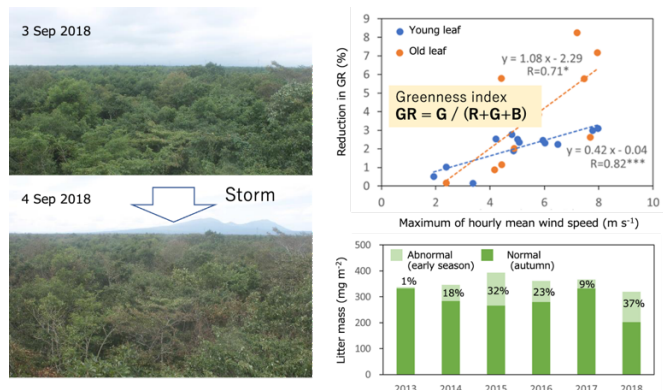 3 Sep 2018
4 Sep 2018
Storm
Reduction in GR (%)
9
8
7
6
5
4
3
2
1
0
Young leaf
Old leaf
y = 1.08 x - 2.29
R=0.71*
Greenness index
GR = G / (R+G+B)
y = 0.42 x - 0.04
R=0.82***
0 2 4 6 8 10
Maximum of hourly mean wind speed (m s⁻¹)
Litter mass (mg m⁻²)
500
400
300
200
100
0
Abnormal
(early season)
Normal
(autumn)
1% 18% 32% 23% 9% 37%
2013 2014 2015 2016 2017 2018